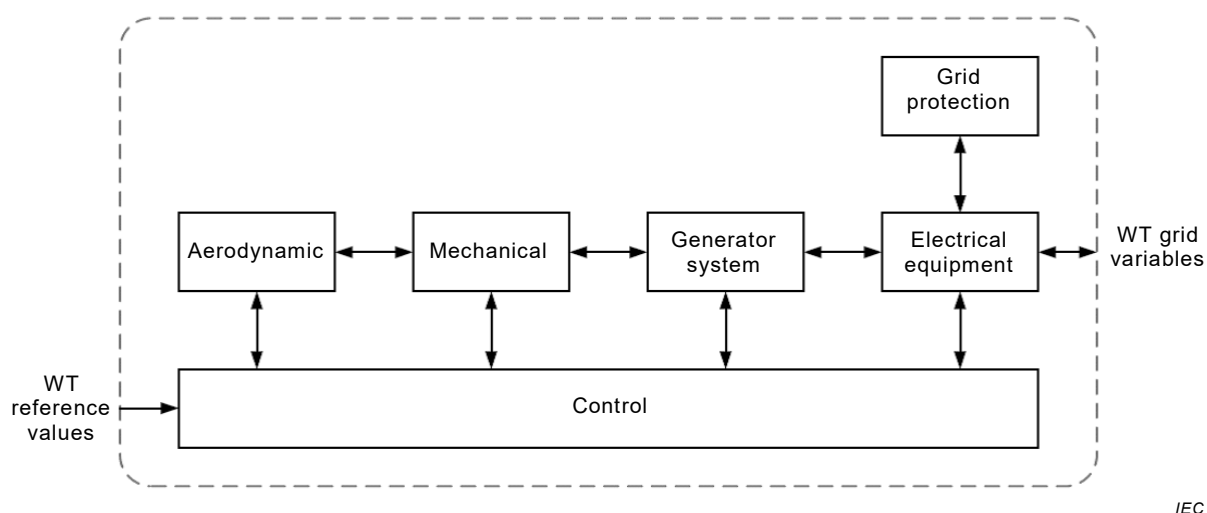 Grid
protection
Aerodynamic
Mechanical
Generator
system
Electrical
equipment
WT grid
variables
WT
reference
values
Control
IEC